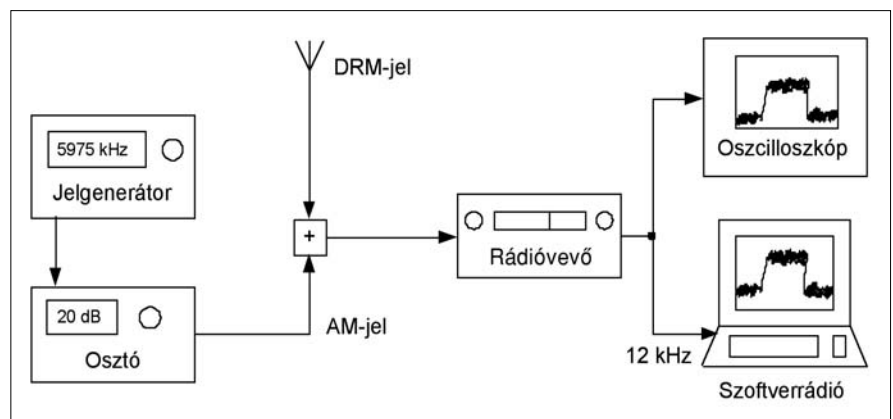 DRM-jel
5975 kHz
Jelgenerátor
20 dB
Osztó
AM-jel
+
Rádióvevő
Oszcilloszkóp
12 kHz
Szoftverrádió